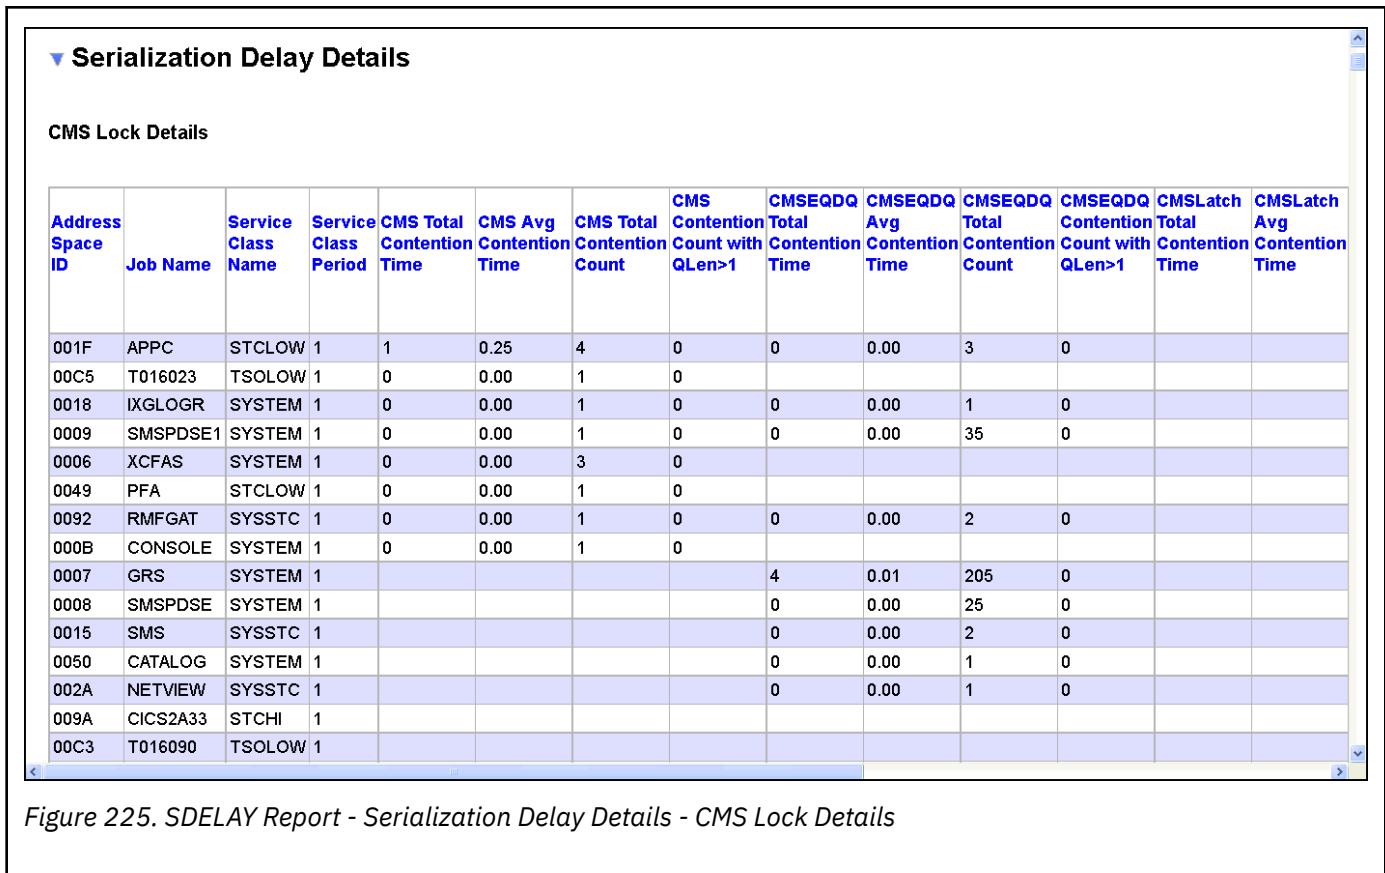 Serialization Delay Details
CMS Lock Details
CMS CMSEQDQ CMSEQDQ CMSEQDQ CMSEQDQ CMSLatch CMSLatch
Address Service Service CMS Total CMS Avg CMS Total Contention Total Avg Total Contention Total Avg
Space Class Class Contention Contention Contention Count with Contention Contention Contention Count with Contention Contention
ID Job Name Name Period Time Time Count QLen>1 Time Time Count QLen>1 Time Time
001F APPC STCLOW 1 1 0.25 4 0 0 0.00 3 0
00C5 T016023 TSOLOW 1 0 0.00 1 0
0018 IXGLOGR SYSTEM 1 0 0.00 1 0 0 0.00 1 0
0009 SMSPDSE1 SYSTEM 1 0 0.00 1 0 0 0.00 35 0
0006 XCFAS SYSTEM 1 0 0.00 3 0
0049 PFA STCLOW 1 0 0.00 1 0
0092 RMFGAT SYSSTC 1 0 0.00 1 0 0 0.00 2 0
000B CONSOLE SYSTEM 1 0 0.00 1 0
0007 GRS SYSTEM 1 4 0.01 205 0
0008 SMSPDSE SYSTEM 1 0 0.00 25 0
0015 SMS SYSSTC 1 0 0.00 2 0
0050 CATALOG SYSTEM 1 0 0.00 1 0
002A NETVIEW SYSSTC 1 0 0.00 1 0
009A CICS2A33 STCHI 1
00C3 T016090 TSOLOW 1
Figure 225. SDELAY Report - Serialization Delay Details - CMS Lock Details